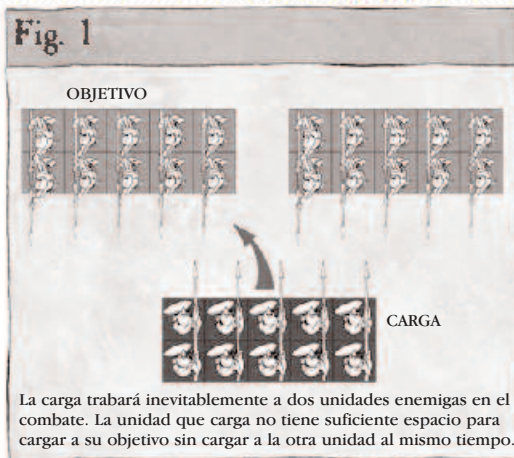 Fig. 1
OBJETIVO
CARGA
La carga trabará inevitablemente a dos unidades enemigas en el
combate. La unidad que carga no tiene suficiente espacio para
cargar a su objetivo sin cargar a la otra unidad al mismo tiempo.